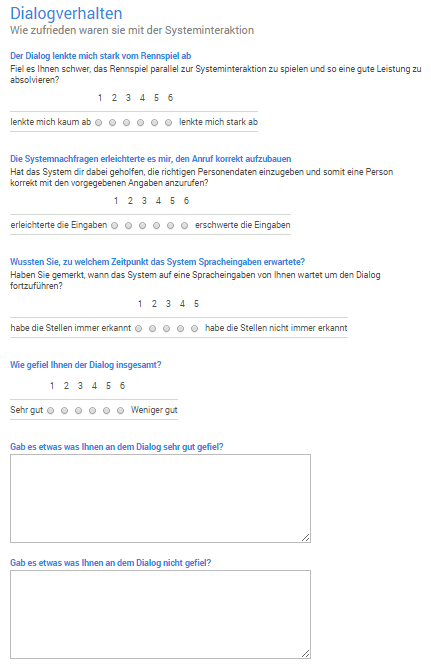 Dialogverhalten
Wie zufrieden waren sie mit der Systeminteraktion
Der Dialog lenkte mich stark vom Rennspiel ab
Fiel es Ihnen schwer, das Rennspiel parallel zur Systeminteraktion zu spielen und so eine gute Leistung zu
absolvieren?
1 2 3 4 5 6
lenkte mich kaum ab lenkte mich stark ab
Die Systemnachfragen erleichterte es mir, den Anruf korrekt aufzubauen
Hat das System dir dabei geholfen, die richtigen Personendaten einzugeben und somit eine Person
korrekt mit den vorgegebenen Angaben anzurufen?
1 2 3 4 5 6
erleichterte die Eingaben erschwerte die Eingaben
Wussten Sie, zu welchem Zeitpunkt das System Spracheingaben erwartete?
Haben Sie gemerkt, wann das System auf eine Spracheingaben von Ihnen wartet um den Dialog
fortzuführen?
1 2 3 4 5
habe die Stellen immer erkannt habe die Stellen nicht immer erkannt
Wie gefiel Ihnen der Dialog insgesamt?
1 2 3 4 5 6
Sehr gut Weniger gut
Gab es etwas was Ihnen an dem Dialog sehr gut gefiel?
Gab es etwas was Ihnen an dem Dialog nicht gefiel?